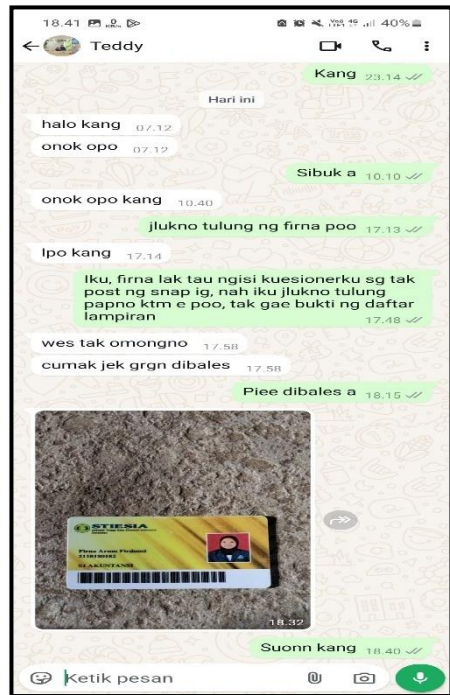 18.41
40%
Teddy
Kang 23.14
Hari ini
halo kang 07.12
onok opo 07.12
Sibuk a 10.10
onok opo kang 10.40
jlukno tulung ng firna poo 17.13
Ipo kang 17.14
Iku, firna lak tau ngisi kuesionerku sg tak
post ng snap ig, nah iku jlukno tulung
papno ktm e poo, tak gae bukti ng daftar
lampiran 17.48
wes tak omongno 17.58
cumak jek grgn dibales 17.58
Piee dibales a 18.15
STIESIA
S1 AKUNTANSI
18.32
Suonn kang 18.40
Ketik pesan